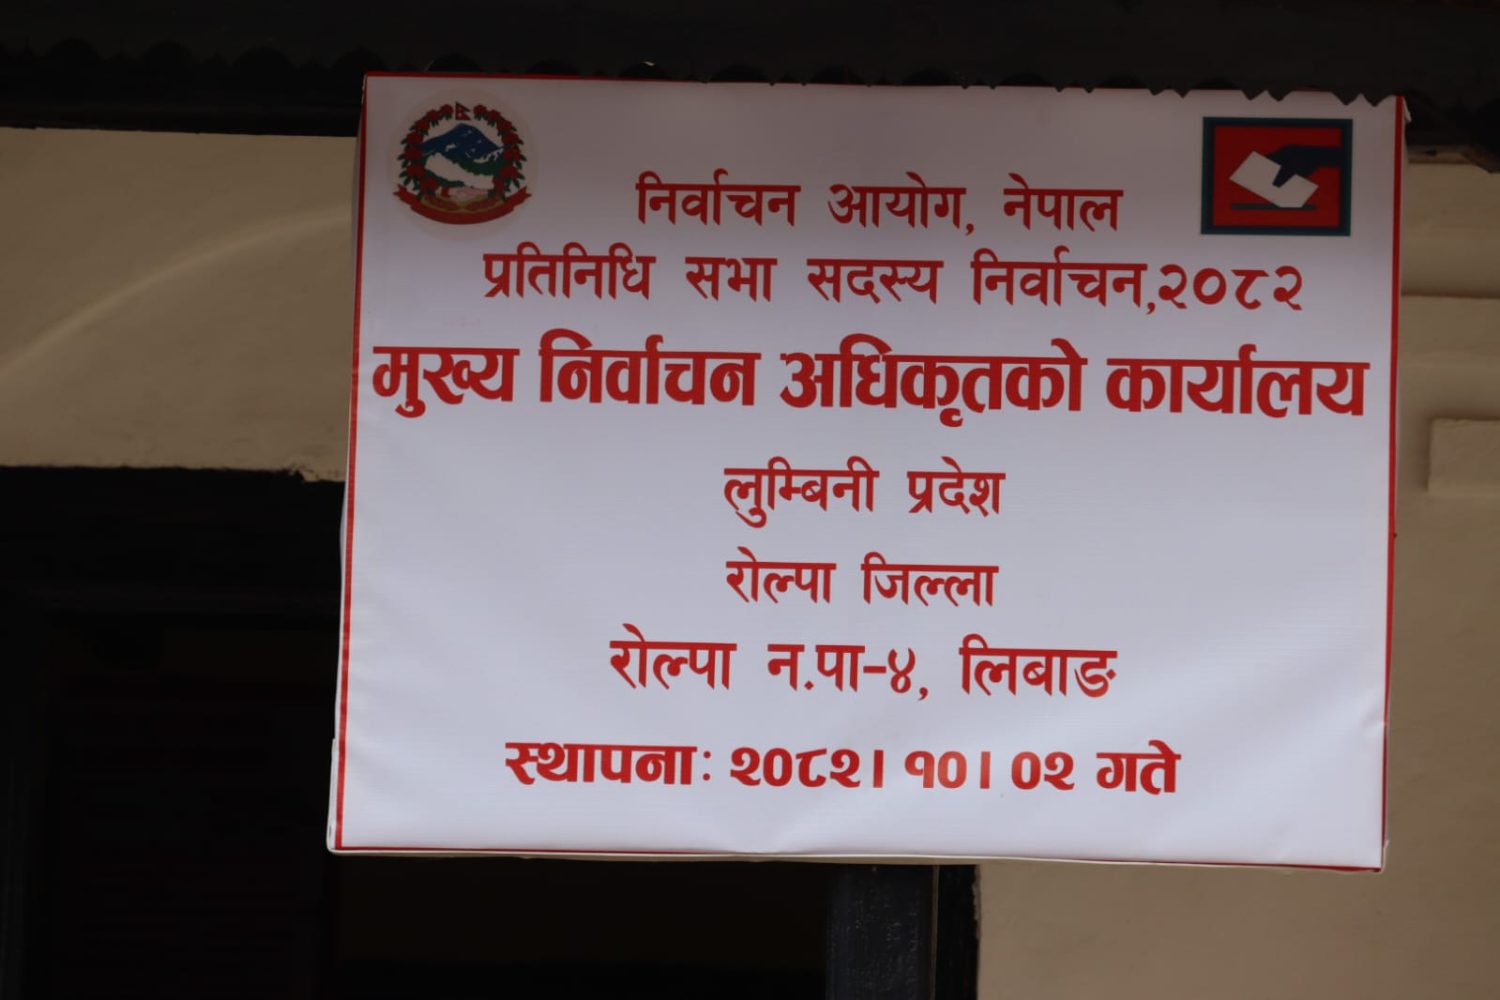 निर्वाचन आयोग, नेपाल
प्रतिनिधि सभा सदस्य निर्वाचन,२०८२
मुख्य निर्वाचन अधिकृतको कार्यालय
लुम्बिनी प्रदेश
रोल्पा जिल्ला
रोल्पा न.पा-४, लिबाङ
स्थापनाः २०८२। १०। ०२ गते